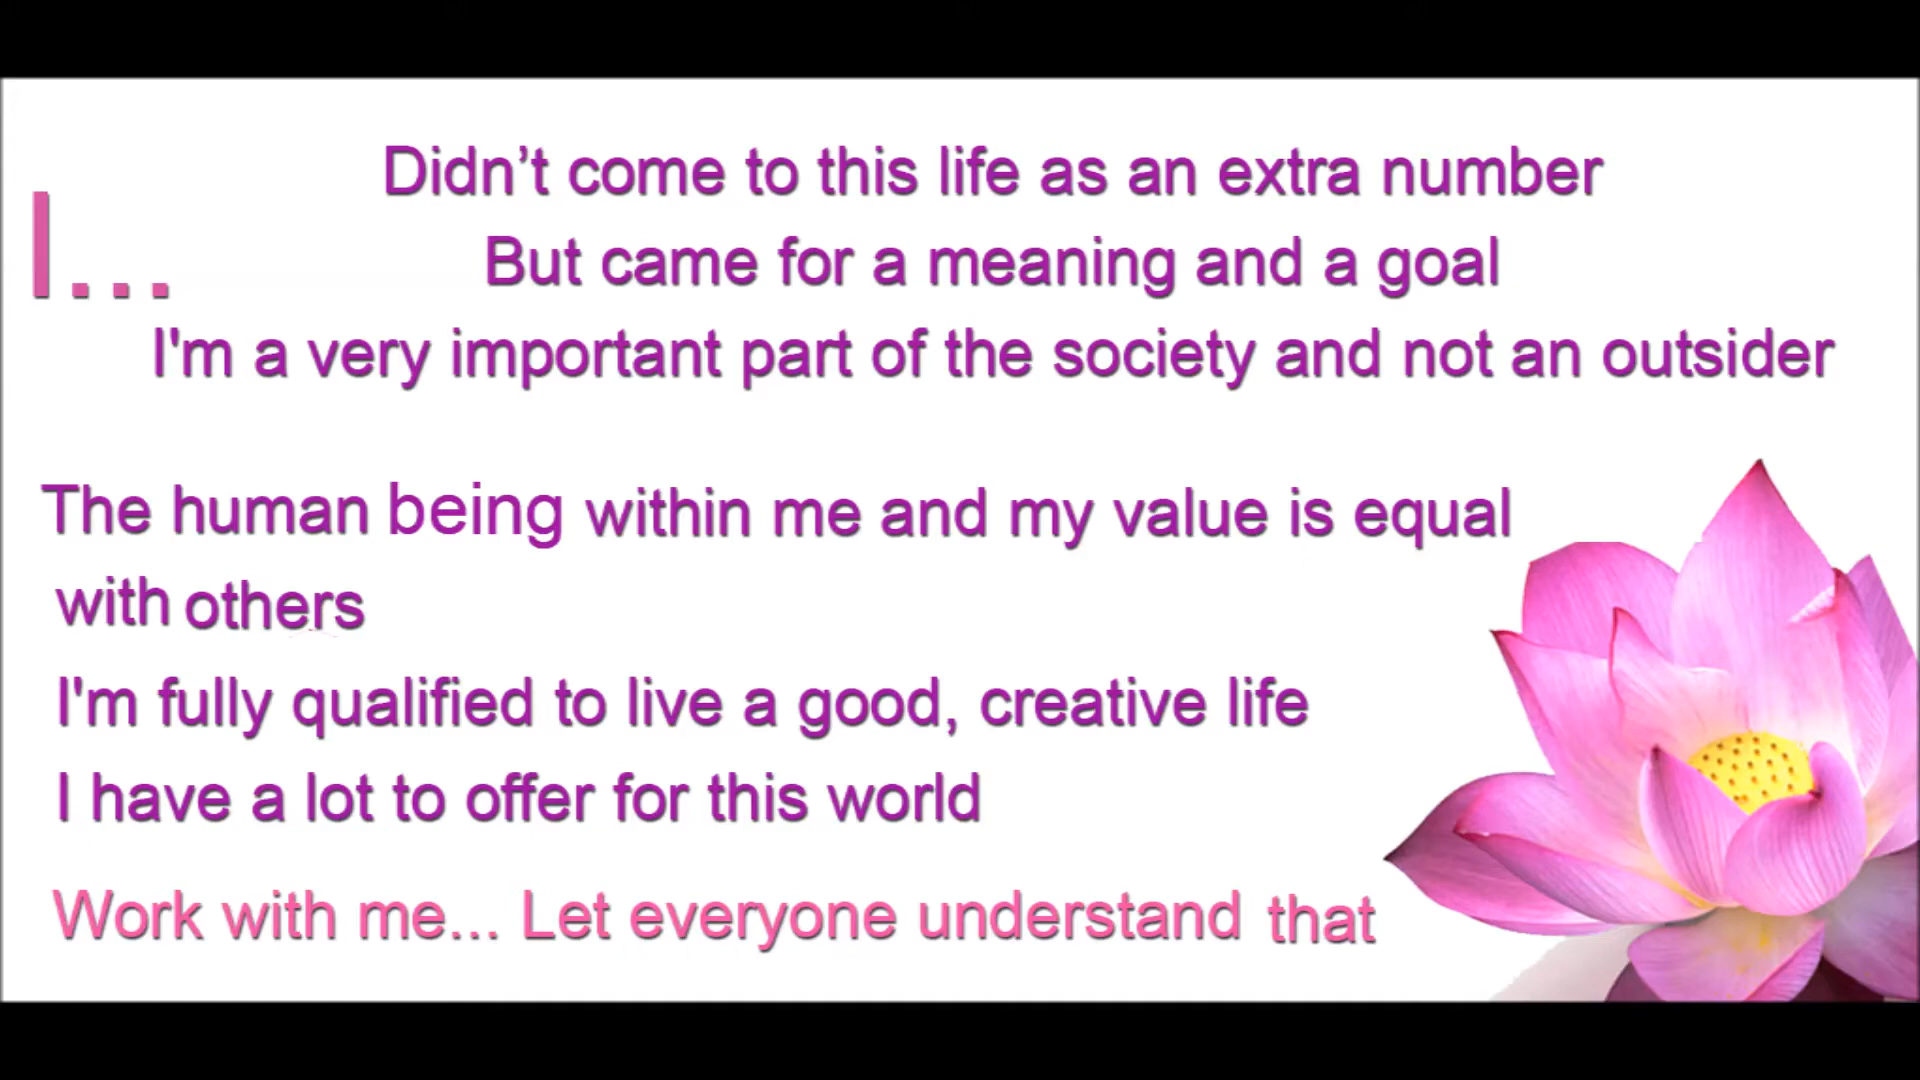 I...
Didn’t come to this life as an extra number
But came for a meaning and a goal
I'm a very important part of the society and not an outsider
The human being within me and my value is equal
with others
I'm fully qualified to live a good, creative life
I have a lot to offer for this world
Work with me... Let everyone understand that